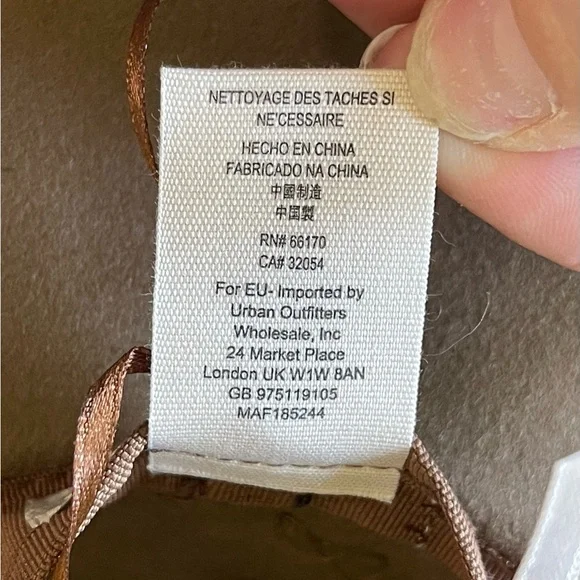 NETTOYAGE DES TACHES SI
NE'CESSAIRE
HECHO EN CHINA
FABRICADO NA CHINA
中國制造
中国製
RN# 66170
CA# 32054
For EU- Imported by
Urban Outfitters
Wholesale, Inc
24 Market Place
London UK W1W 8AN
GB 975119105
MAF185244